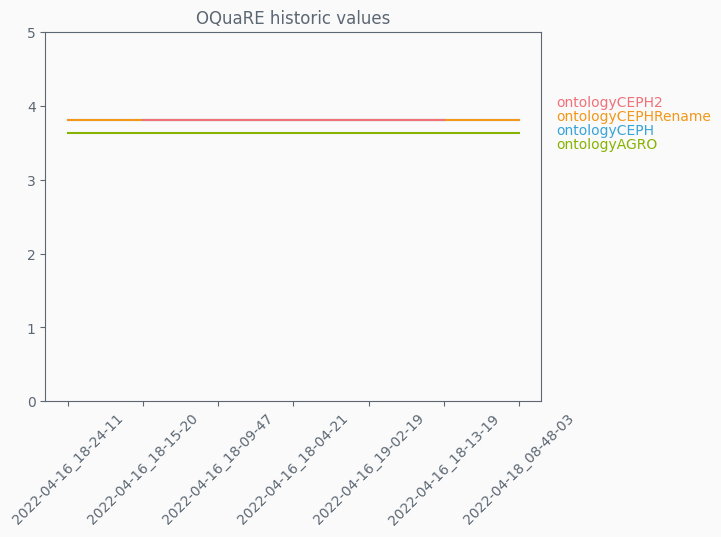 OQuaRE historic values
5
4
3
2
1
0
ontologyCEPH2
ontologyCEPHRename
ontologyCEPH
ontologyAGRO
2022-04-16_18-24-11
2022-04-16_18-15-20
2022-04-16_18-09-47
2022-04-16_18-04-21
2022-04-16_19-02-19
2022-04-16_18-13-19
2022-04-18_08-48-03